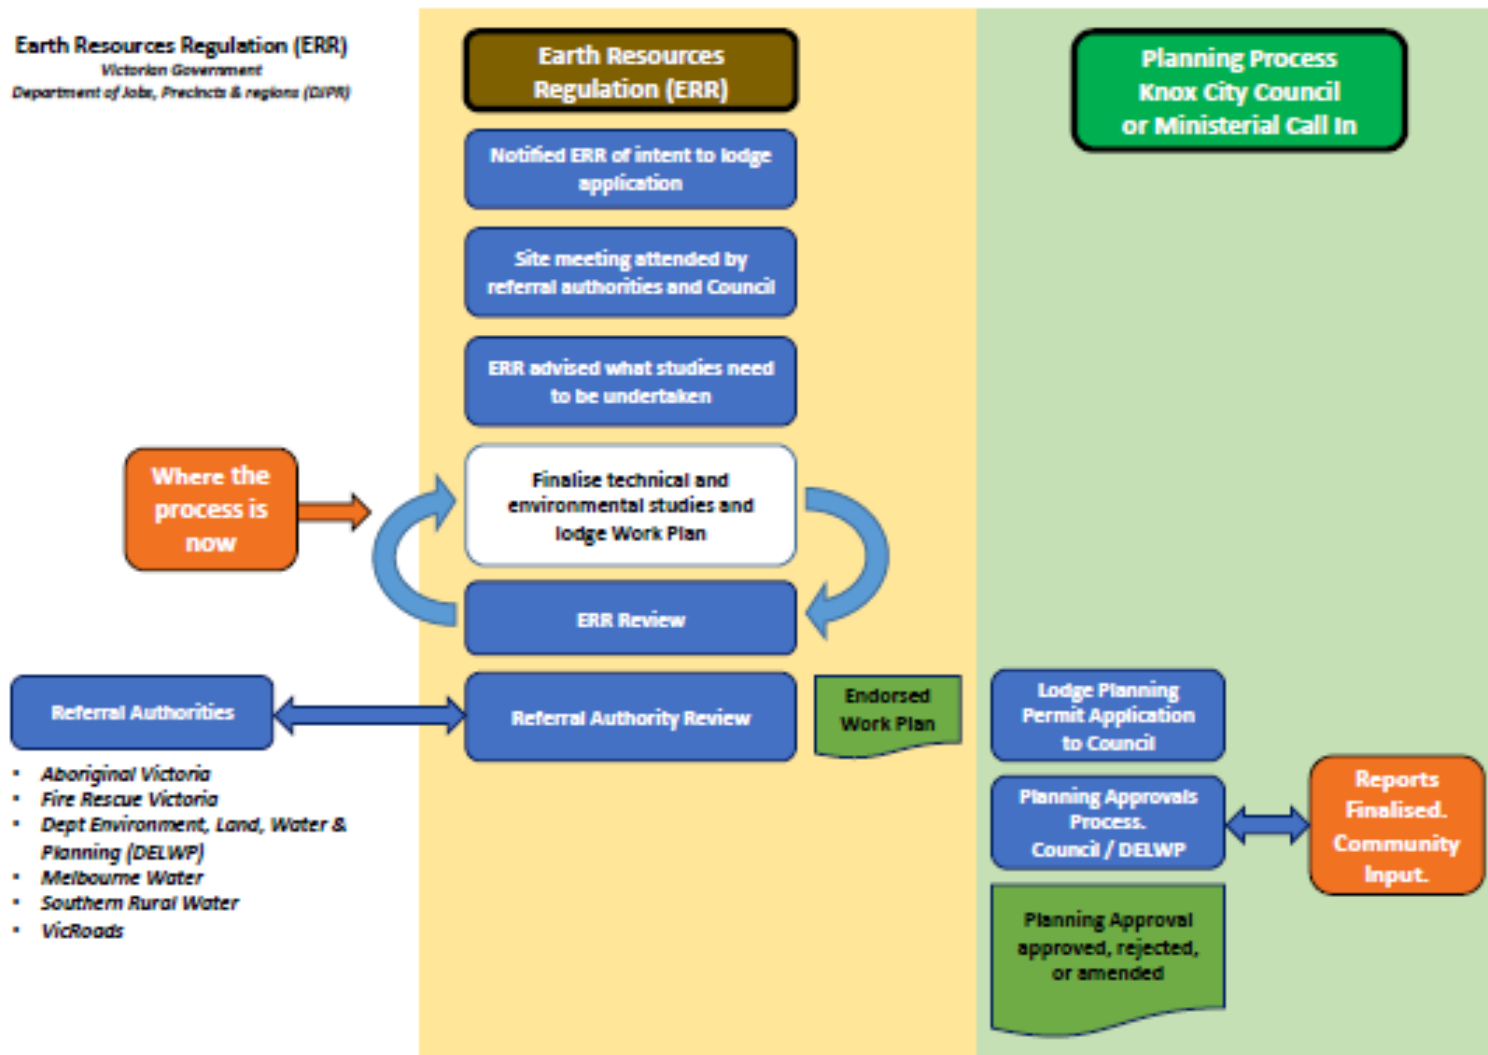 Earth Resources Regulation (ERR)
Victorian Government
Department of Jobs, Precincts & regions (DJPR)
Earth Resources
Regulation (ERR)
Notified ERR of intent to lodge
application
Site meeting attended by
referral authorities and Council
ERR advised what studies need
to be undertaken
Where the
process is
now
Finalise technical and
environmental studies and
lodge Work Plan
ERR Review
Referral Authorities
Referral Authority Review
Endorsed
Work Plan
• Aboriginal Victoria
• Fire Rescue Victoria
• Dept Environment, Land, Water &
Planning (DELWP)
• Melbourne Water
• Southern Rural Water
• VicRoads
Planning Process
Knox City Council
or Ministerial Call In
Lodge Planning
Permit Application
to Council
Planning Approvals
Process.
Council / DELWP
Reports
Finalised.
Community
Input.
Planning Approval
approved, rejected,
or amended